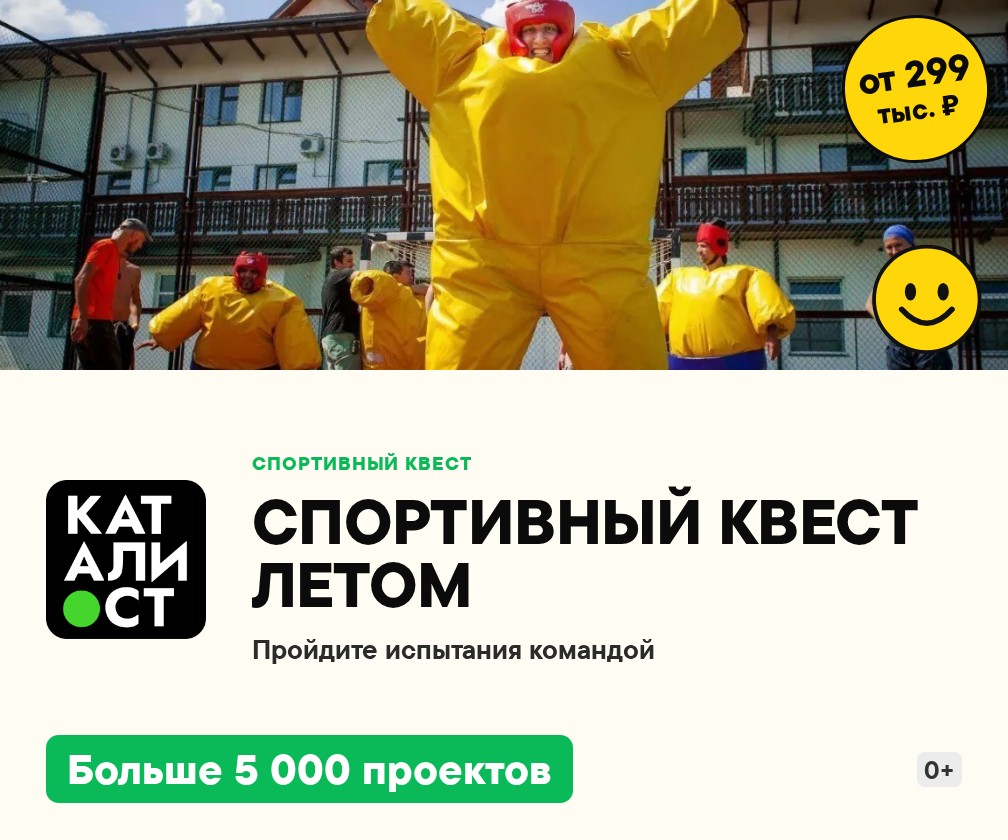 от 299
тыс. ₽
СПОРТИВНЫЙ КВЕСТ
КАТ
АЛИ
СТ
СПОРТИВНЫЙ КВЕСТ
ЛЕТОМ
Пройдите испытания командой
Больше 5 000 проектов
0+